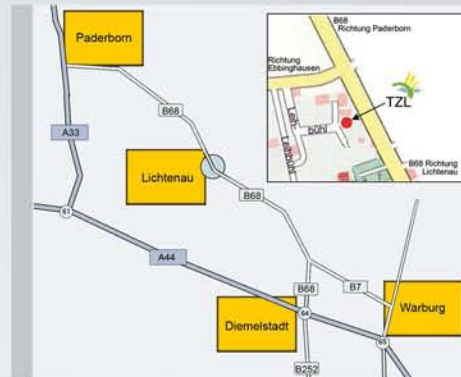 Paderborn
B68
A33
Lichtenau
B68
61
A44
B68
B7
Diemelstadt
64
Warburg
65
B252
B68
Richtung Paderborn
Richtung
Ebbinghausen
TZL
Leih-
bühl
Leihbühl
B68 Richtung
Lichtenau